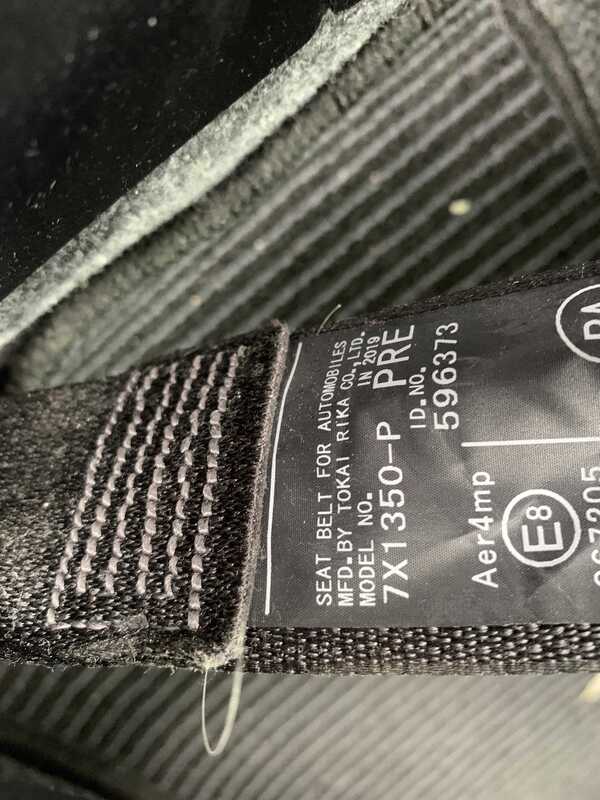 SEAT BELT FOR AUTOMOBILES
MFD. BY TOKAI RIKA CO., LTD.
MODEL NO. IN 2019
7X1350-P PRE
ID.NO.
596373
Aer4mp
E8